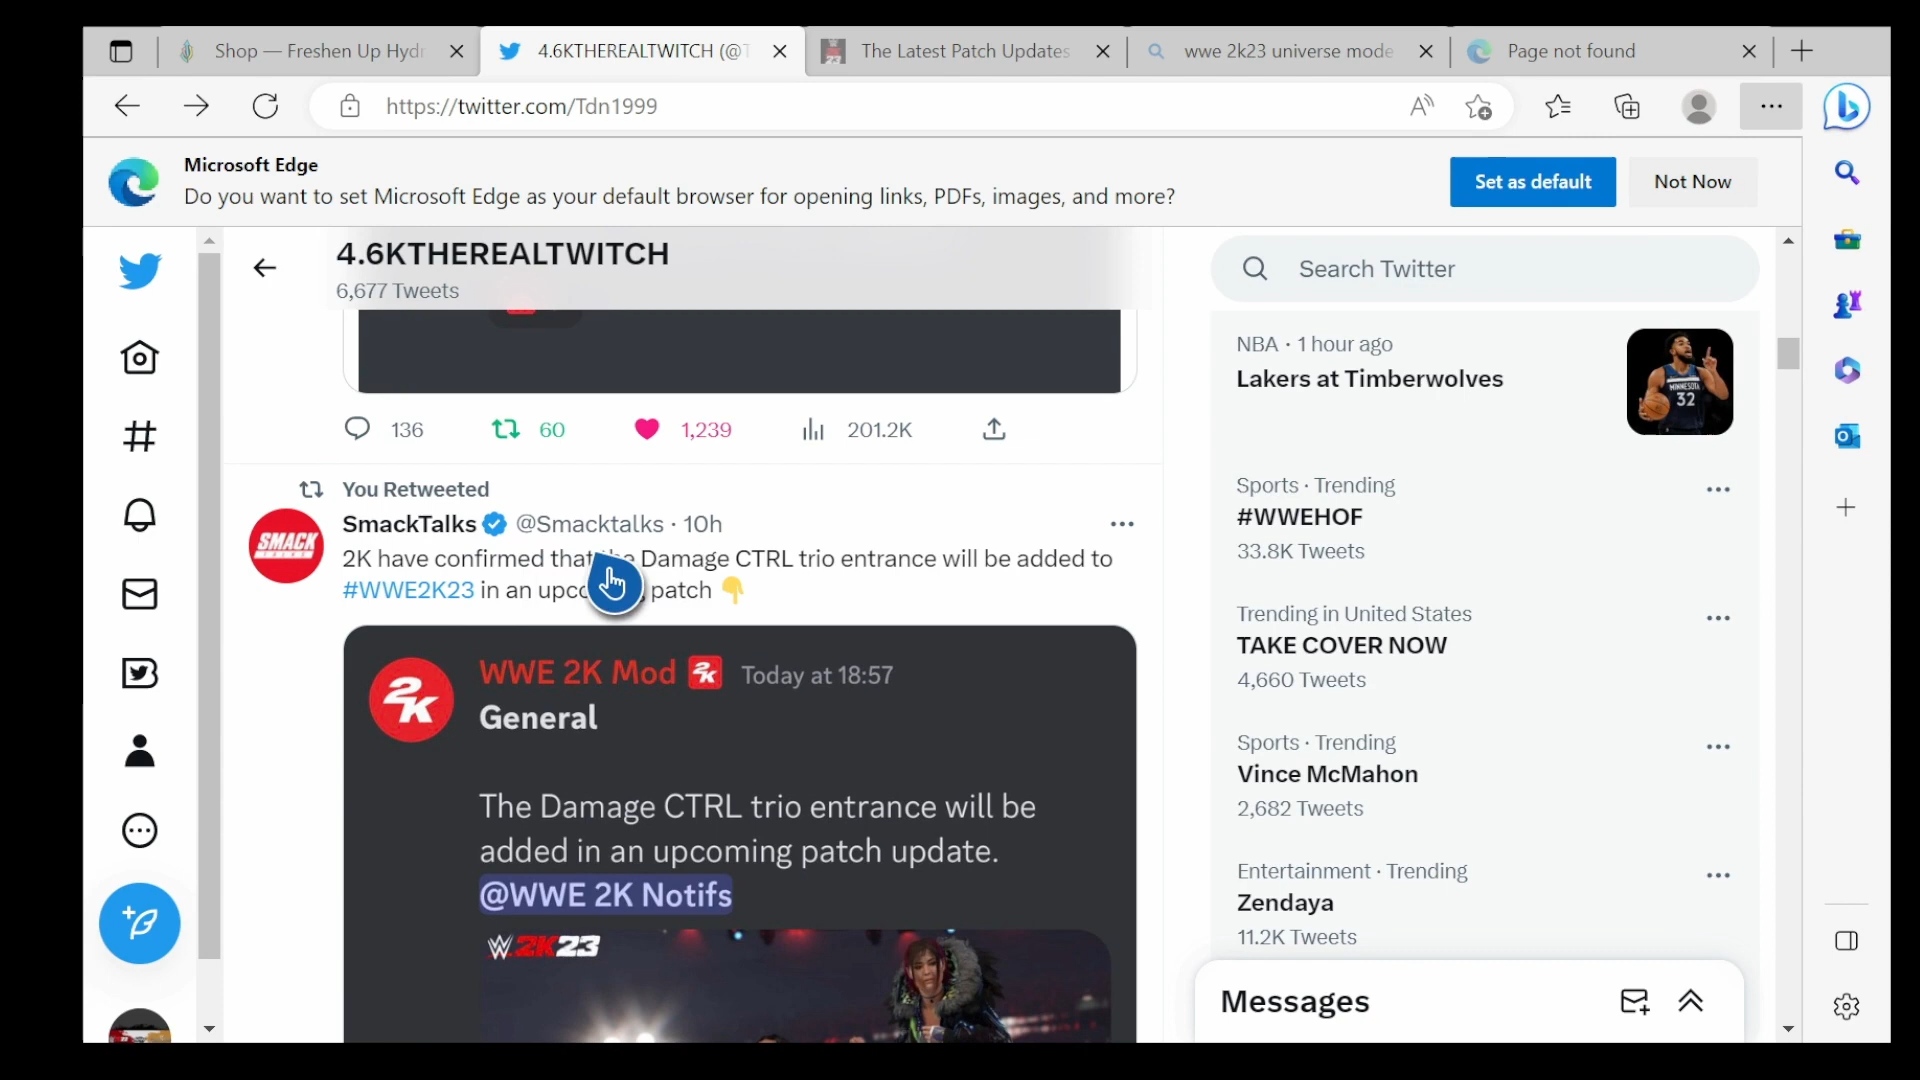 Shop — Freshen Up Hydr
4.6KTHEREALTWITCH (@T
The Latest Patch Updates
wwe 2k23 universe mode
Page not found
https://twitter.com/Tdn1999
Microsoft Edge
Do you want to set Microsoft Edge as your default browser for opening links, PDFs, images, and more?
Set as default
Not Now
4.6KTHEREALTWITCH
6,677 Tweets
136
60
1,239
201.2K
You Retweeted
SmackTalks @Smacktalks · 10h
2K have confirmed that the Damage CTRL trio entrance will be added to
#WWE2K23 in an patch 👇
SMACK
2K
WWE 2K Mod 2K Today at 18:57
General
The Damage CTRL trio entrance will be
added in an upcoming patch update.
@WWE 2K Notifs
W 2K23
Search Twitter
NBA · 1 hour ago
Lakers at Timberwolves
MINNESOTA
32
Sports · Trending
#WWEHOF
33.8K Tweets
Trending in United States
TAKE COVER NOW
4,660 Tweets
Sports · Trending
Vince McMahon
2,682 Tweets
Entertainment · Trending
Zendaya
11.2K Tweets
Messages